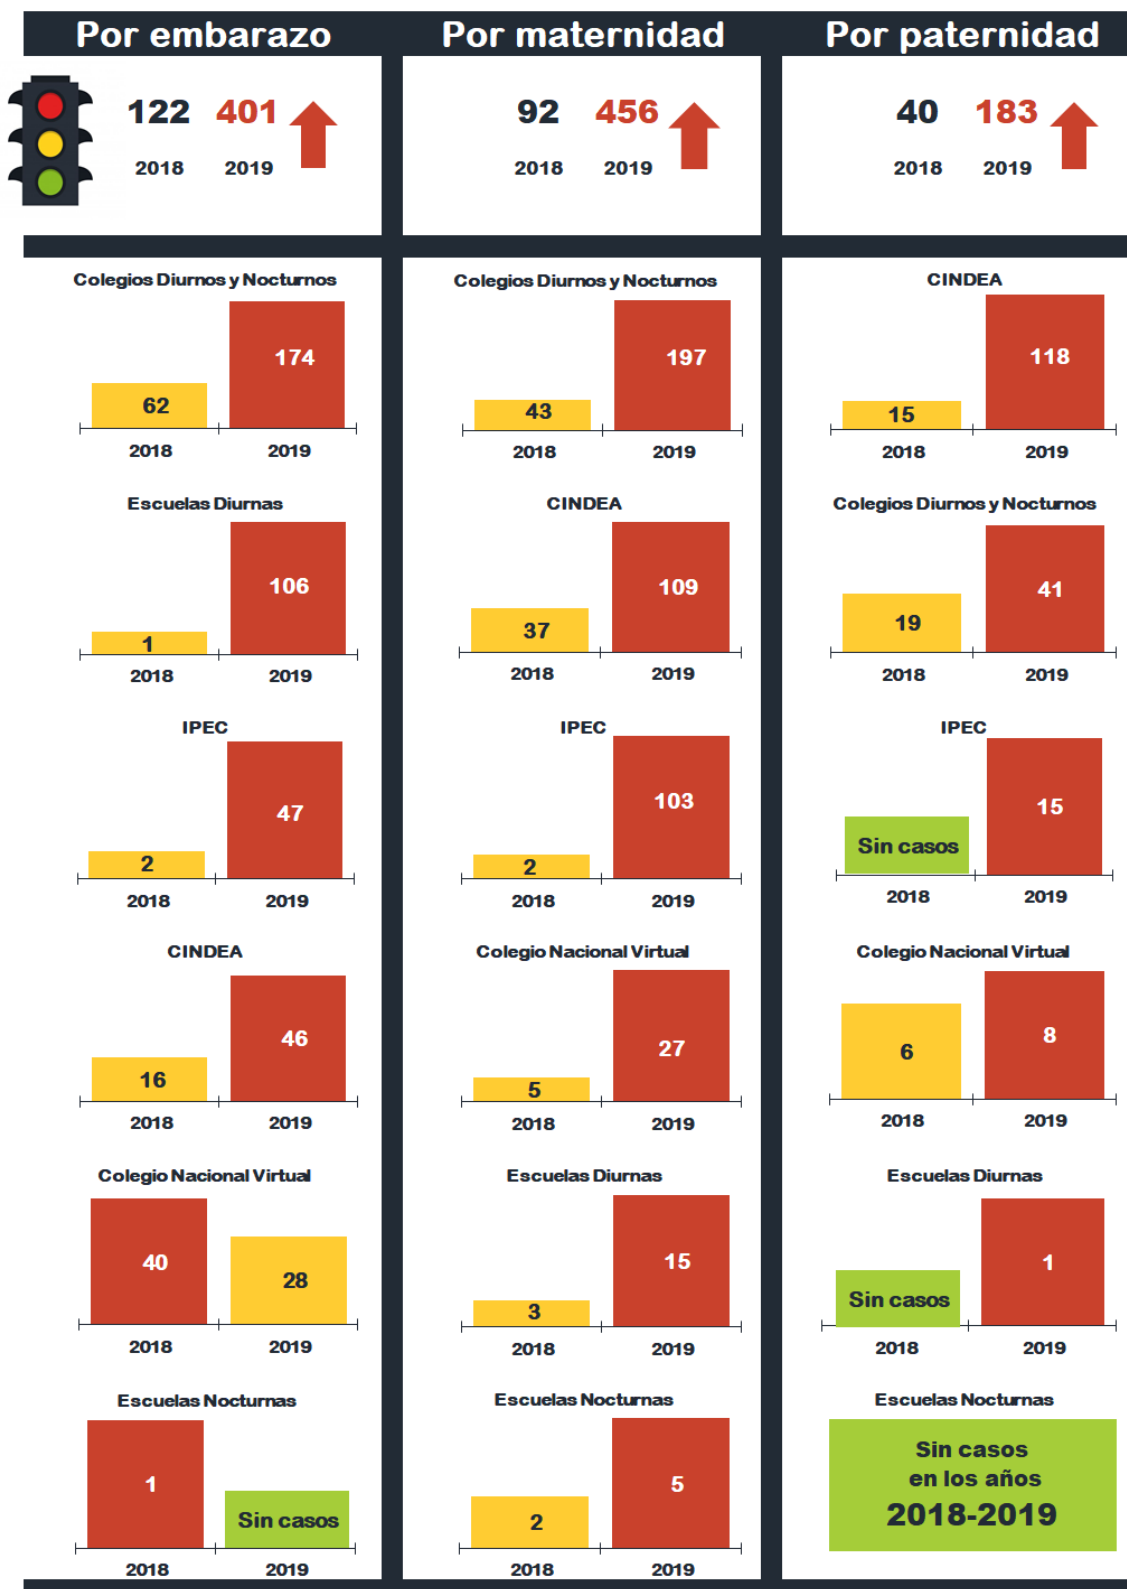 Por embarazo
122 401
2018 2019
Colegios Diurnos y Nocturnos
62
174
2018 2019
Escuelas Diurnas
1
106
2018 2019
IPEC
2
47
2018 2019
CINDEA
16
46
2018 2019
Colegio Nacional Virtual
40
28
2018 2019
Escuelas Nocturnas
1
Sin casos
2018 2019
Por maternidad
92 456
2018 2019
Colegios Diurnos y Nocturnos
43
197
2018 2019
CINDEA
37
109
2018 2019
IPEC
2
103
2018 2019
Colegio Nacional Virtual
5
27
2018 2019
Escuelas Diurnas
3
15
2018 2019
Escuelas Nocturnas
2
5
2018 2019
Por paternidad
40 183
2018 2019
CINDEA
15
118
2018 2019
Colegios Diurnos y Nocturnos
19
41
2018 2019
IPEC
Sin casos
15
2018 2019
Colegio Nacional Virtual
6
8
2018 2019
Escuelas Diurnas
Sin casos
1
2018 2019
Escuelas Nocturnas
Sin casos
en los años
2018-2019